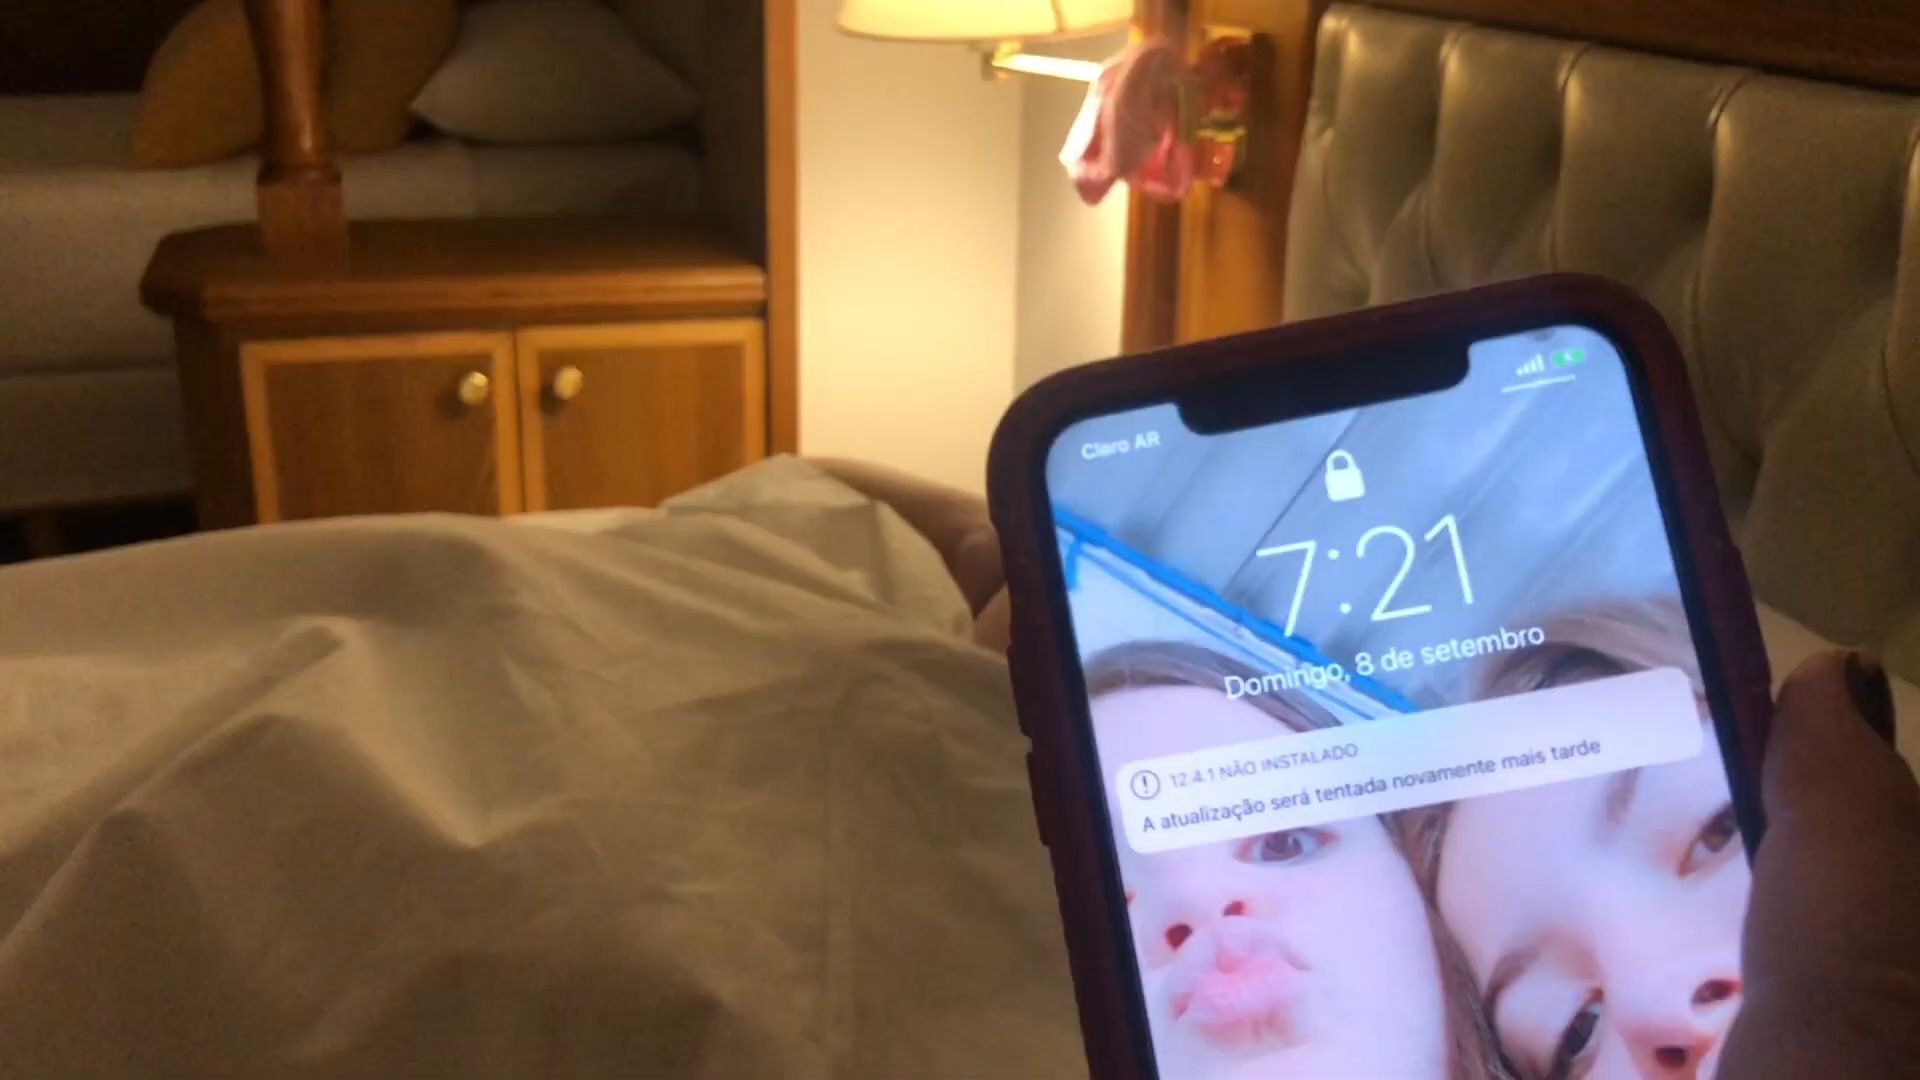 Claro AR
7:21
Domingo, 8 de setembro
12.4.1 NÃO INSTALADO
A atualização será tentada novamente mais tarde